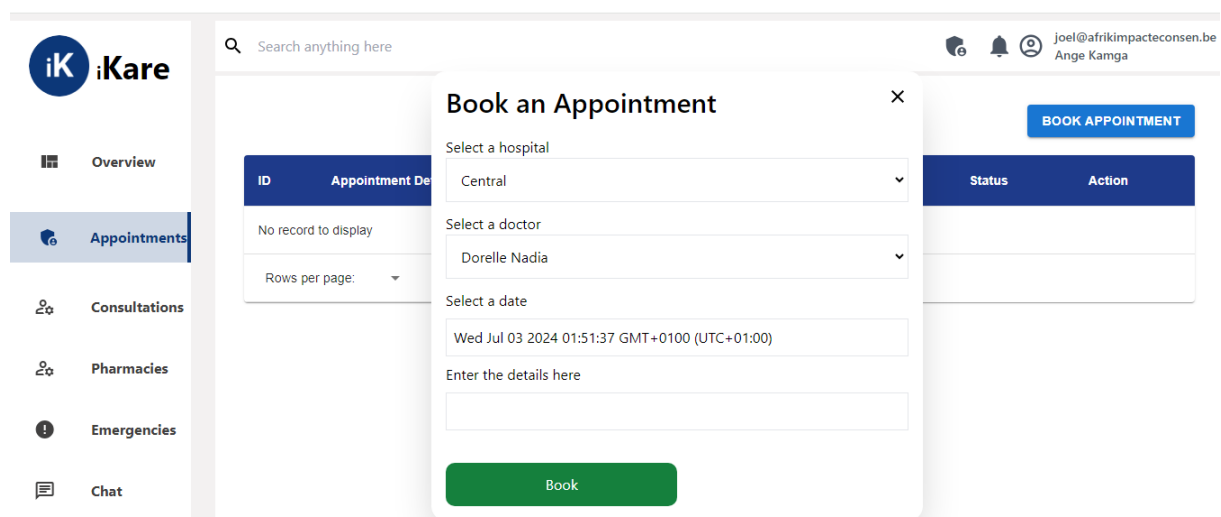 iK iKare
Search anything here
joel@afrikimpacteconsen.be
Ange Kamga
Overview
Appointments
Consultations
Pharmacies
Emergencies
Chat
BOOK APPOINTMENT
ID Appointment De Status Action
No record to display
Rows per page:
Book an Appointment
Select a hospital
Central
Select a doctor
Dorelle Nadia
Select a date
Wed Jul 03 2024 01:51:37 GMT+0100 (UTC+01:00)
Enter the details here
Book